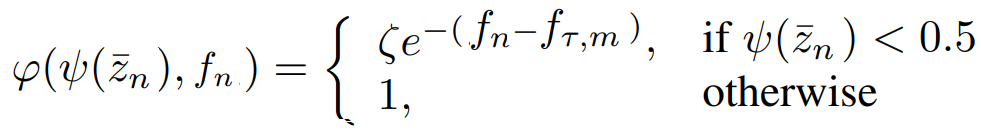 φ(ψ(z̄ₙ), fₙ) = { ζe^{−(fₙ−f_{τ,m})}, if ψ(z̄ₙ) < 0.5
1, otherwise